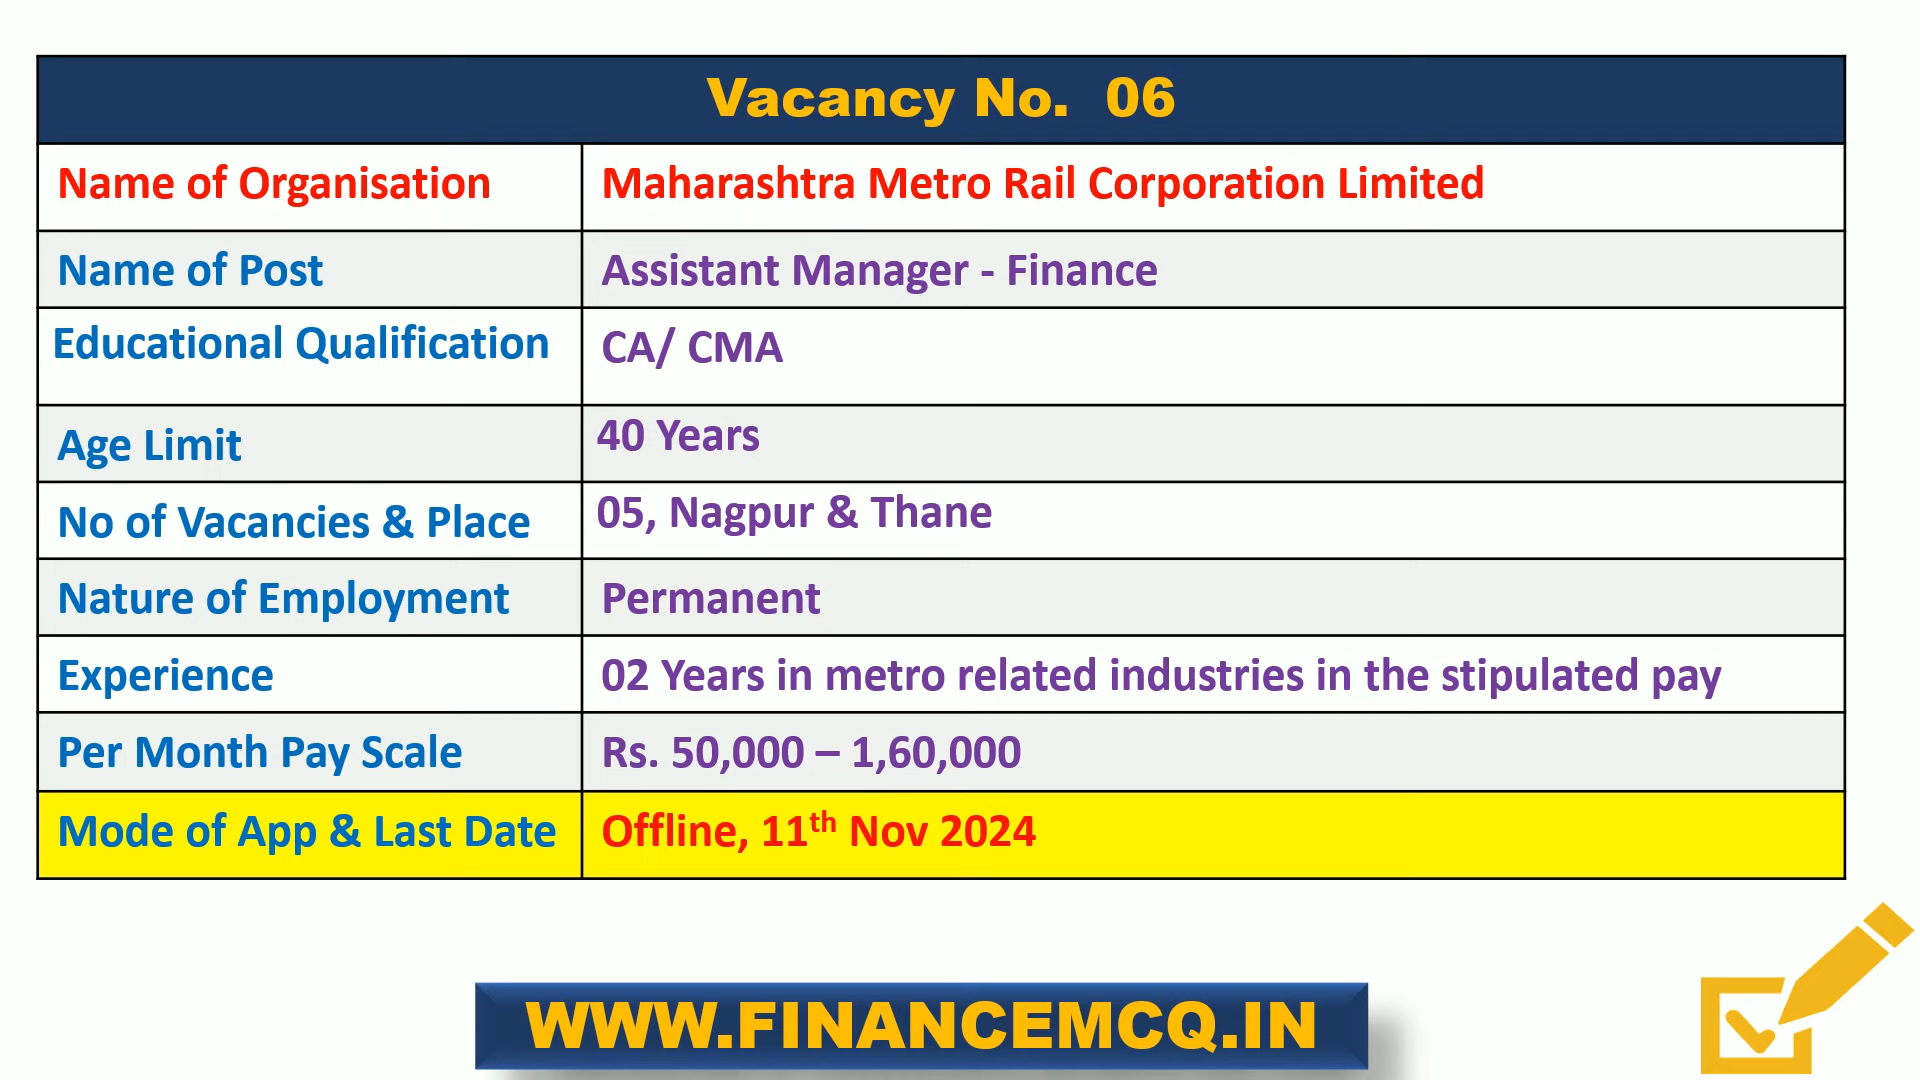 Vacancy No. 06
Name of Organisation Maharashtra Metro Rail Corporation Limited
Name of Post Assistant Manager - Finance
Educational Qualification CA/ CMA
Age Limit 40 Years
No of Vacancies & Place 05, Nagpur & Thane
Nature of Employment Permanent
Experience 02 Years in metro related industries in the stipulated pay
Per Month Pay Scale Rs. 50,000 – 1,60,000
Mode of App & Last Date Offline, 11th Nov 2024
WWW.FINANCEMCQ.IN